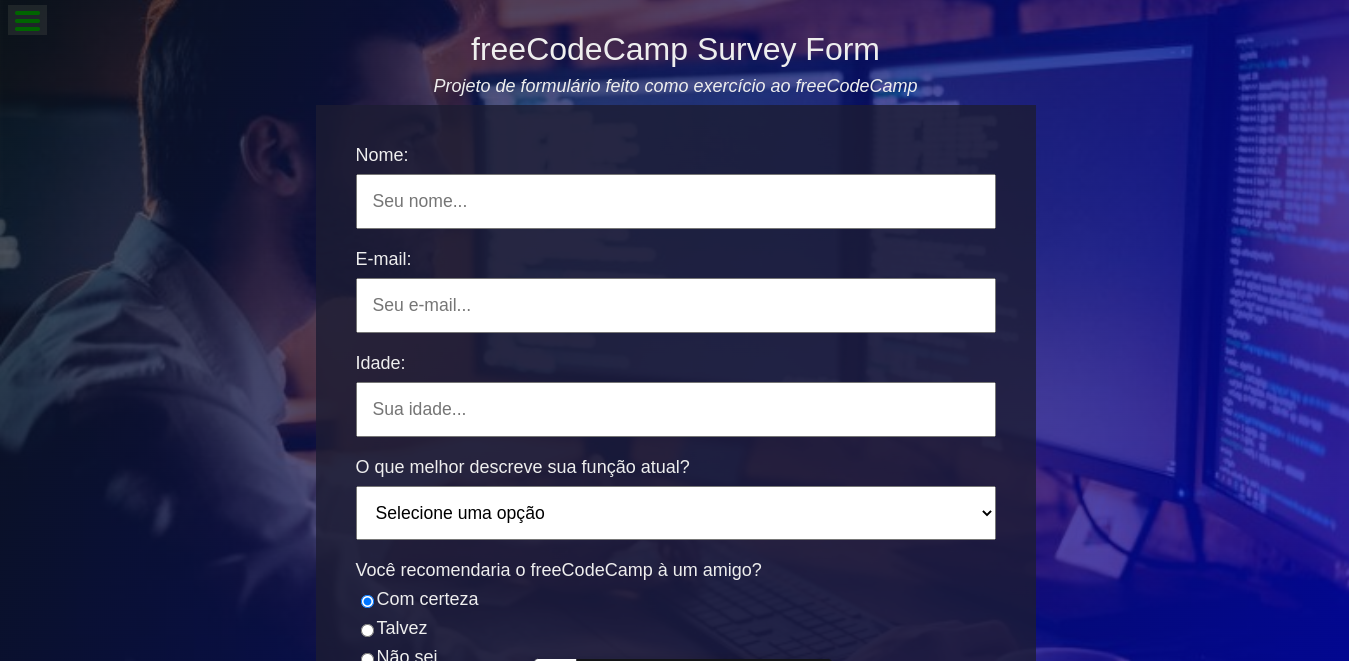 freeCodeCamp Survey Form
Projeto de formulário feito como exercício ao freeCodeCamp
Nome:
Seu nome...
E-mail:
Seu e-mail...
Idade:
Sua idade...
O que melhor descreve sua função atual?
Selecione uma opção
Você recomendaria o freeCodeCamp à um amigo?
Com certeza
Talvez
Não sei